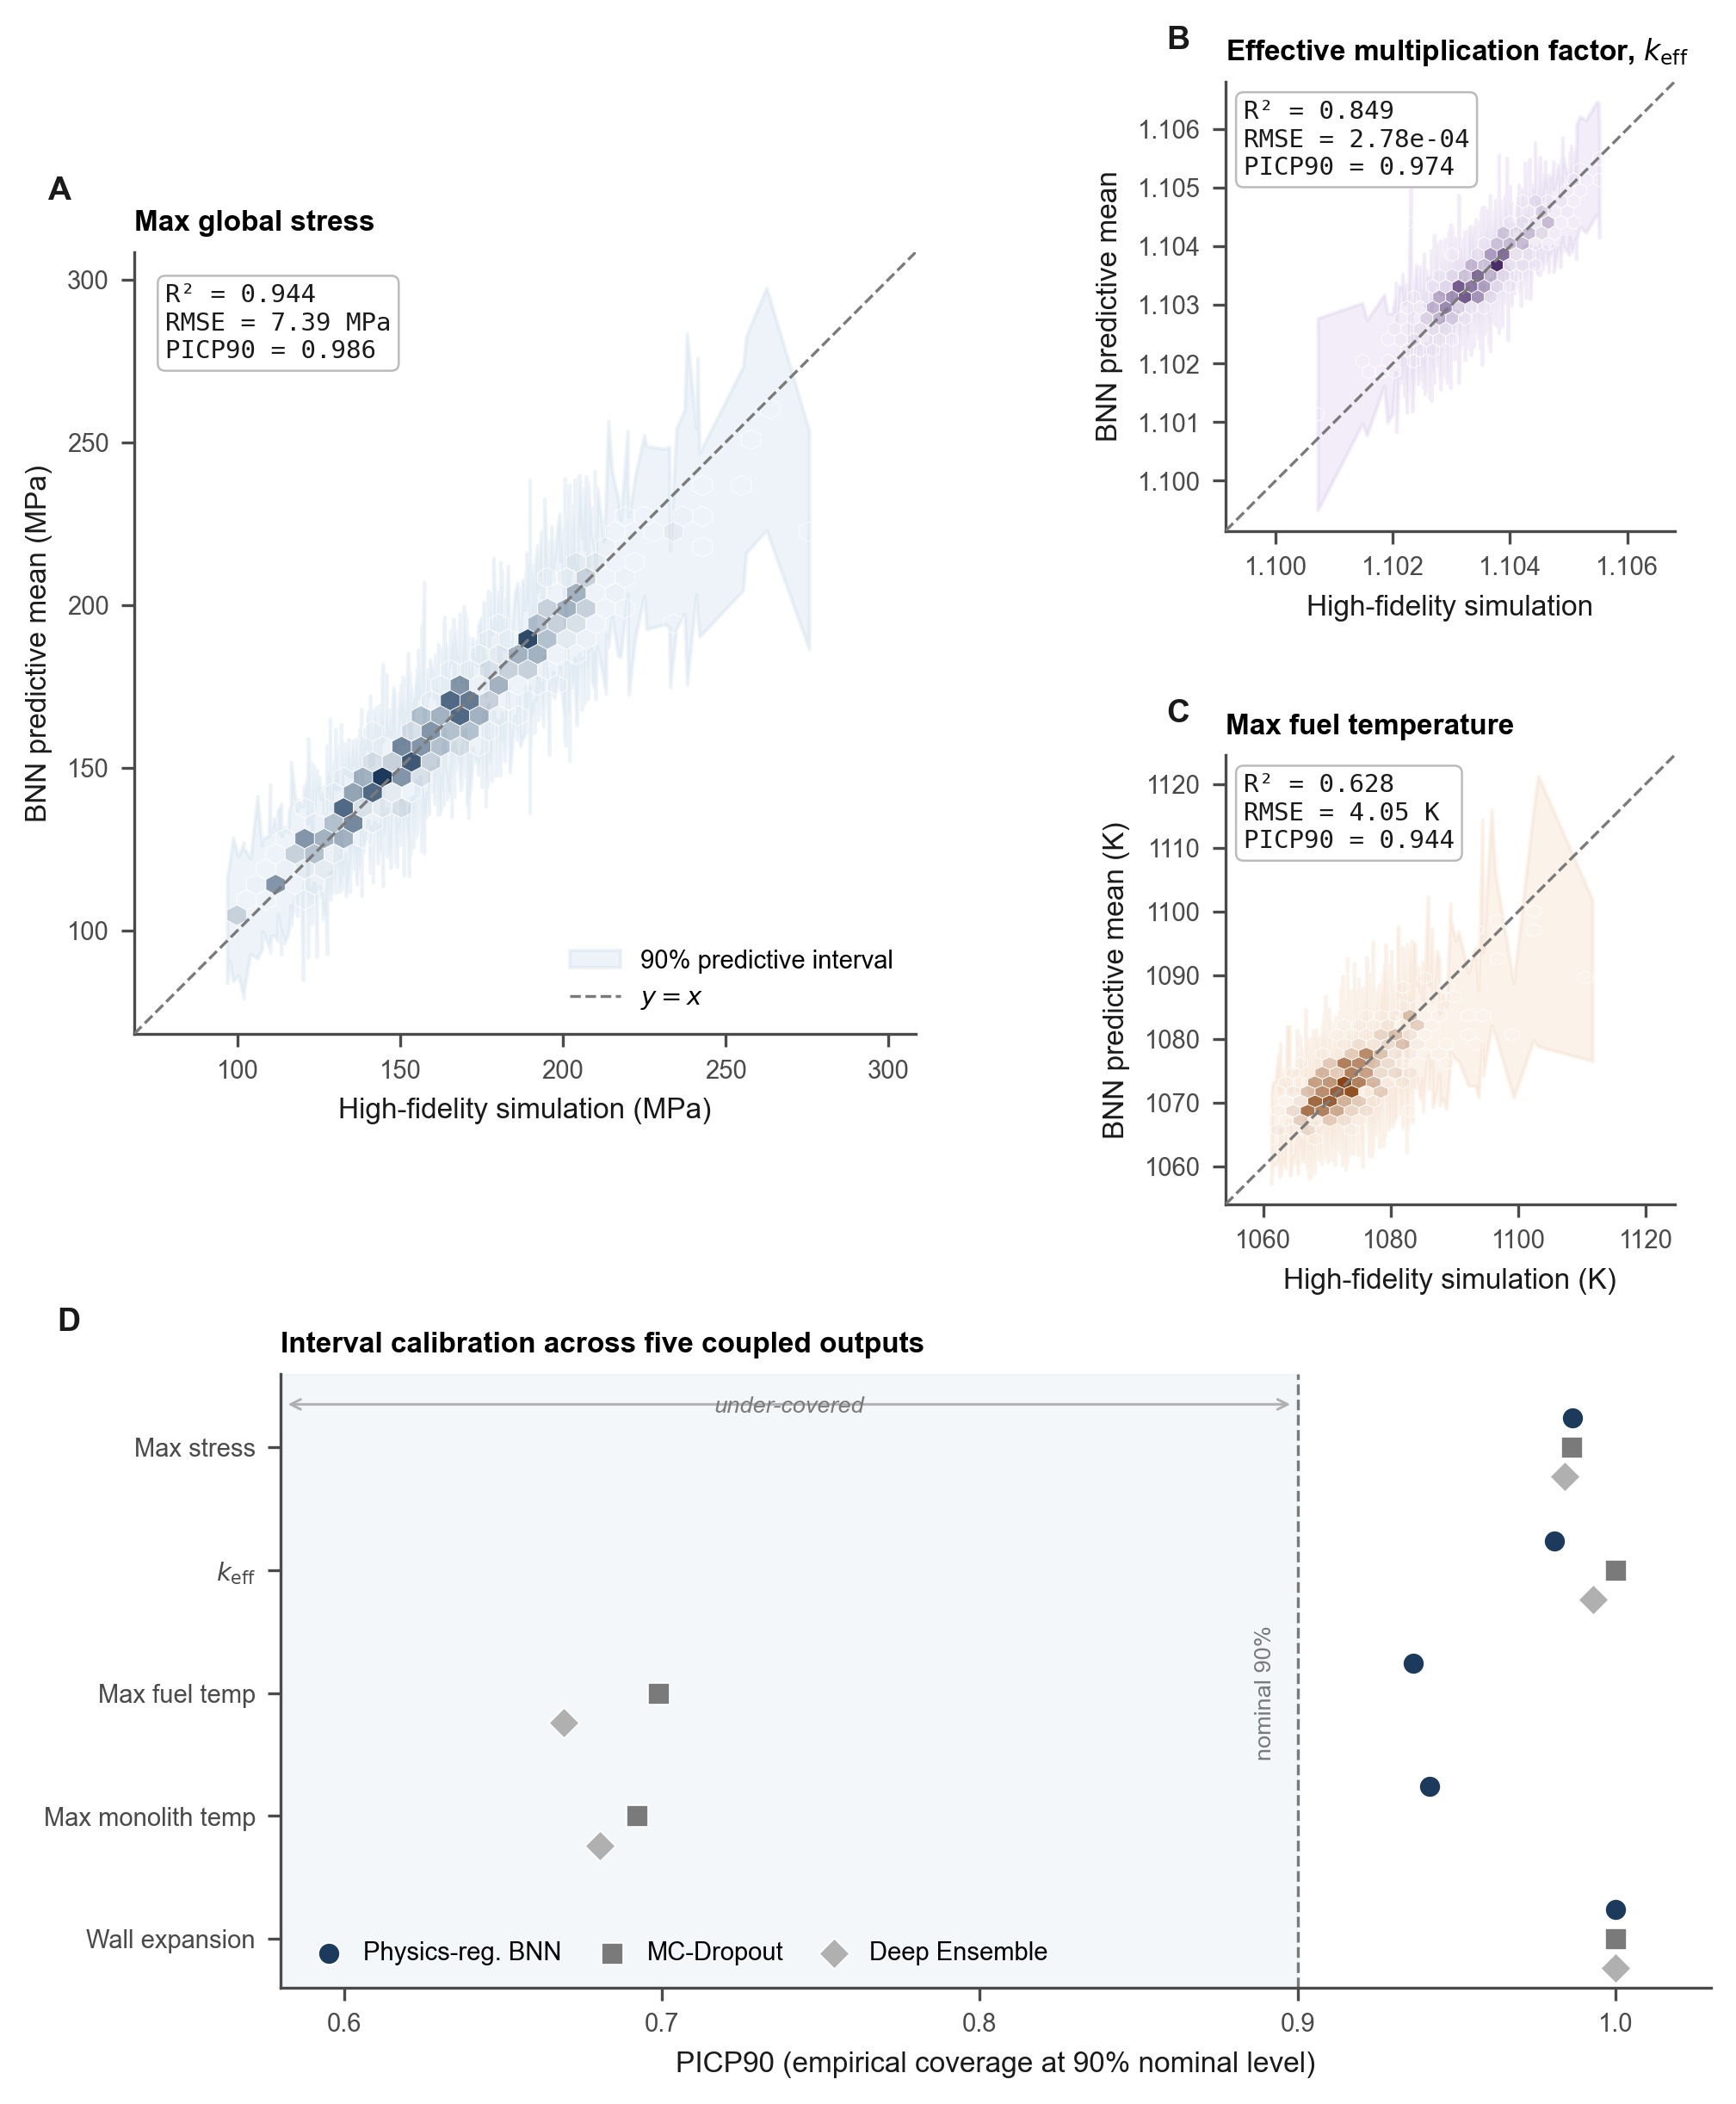 A
Max global stress
R² = 0.944
RMSE = 7.39 MPa
PICP90 = 0.986
BNN predictive mean (MPa)
300
250
200
150
100
90% predictive interval
y = x
100 150 200 250 300
High-fidelity simulation (MPa)
B
Effective multiplication factor, k_eff
R² = 0.849
RMSE = 2.78e-04
PICP90 = 0.974
BNN predictive mean
1.106
1.105
1.104
1.103
1.102
1.101
1.100
1.100 1.102 1.104 1.106
High-fidelity simulation
C
Max fuel temperature
R² = 0.628
RMSE = 4.05 K
PICP90 = 0.944
BNN predictive mean (K)
1120
1110
1100
1090
1080
1070
1060
1060 1080 1100 1120
High-fidelity simulation (K)
D
Interval calibration across five coupled outputs
under-covered
Max stress
k_eff
Max fuel temp
Max monolith temp
Wall expansion
nominal 90%
Physics-reg. BNN MC-Dropout Deep Ensemble
0.6 0.7 0.8 0.9 1.0
PICP90 (empirical coverage at 90% nominal level)